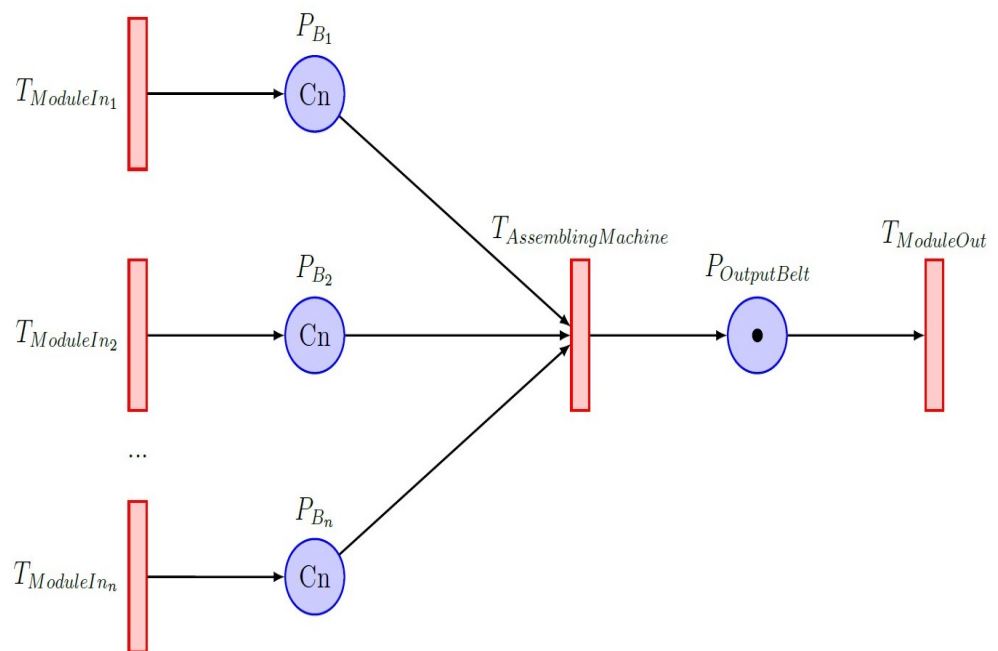 P_{B_1}
T_{ModuleIn_1}
Cn
T_{AssemblingMachine}
T_{ModuleOut}
P_{B_2}
P_{OutputBelt}
T_{ModuleIn_2}
Cn
...
P_{B_n}
T_{ModuleIn_n}
Cn